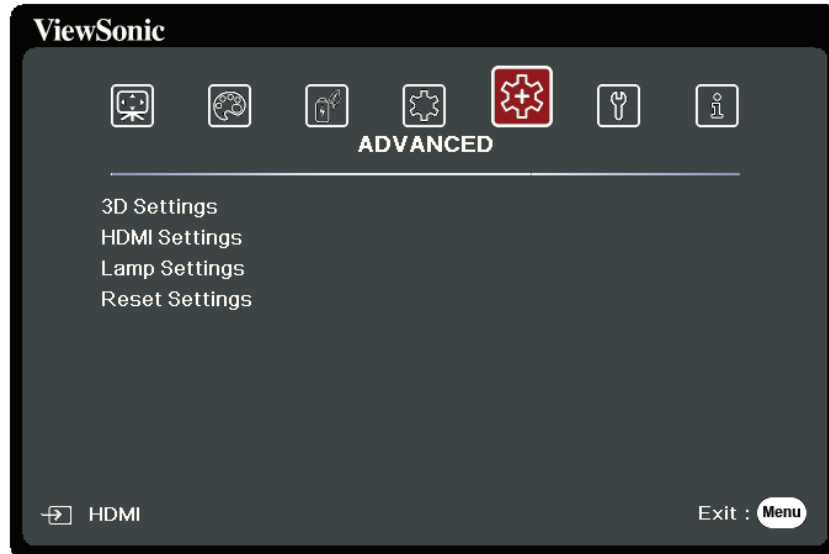 ViewSonic
ADVANCED
3D Settings
HDMI Settings
Lamp Settings
Reset Settings
HDMI
Exit : Menu